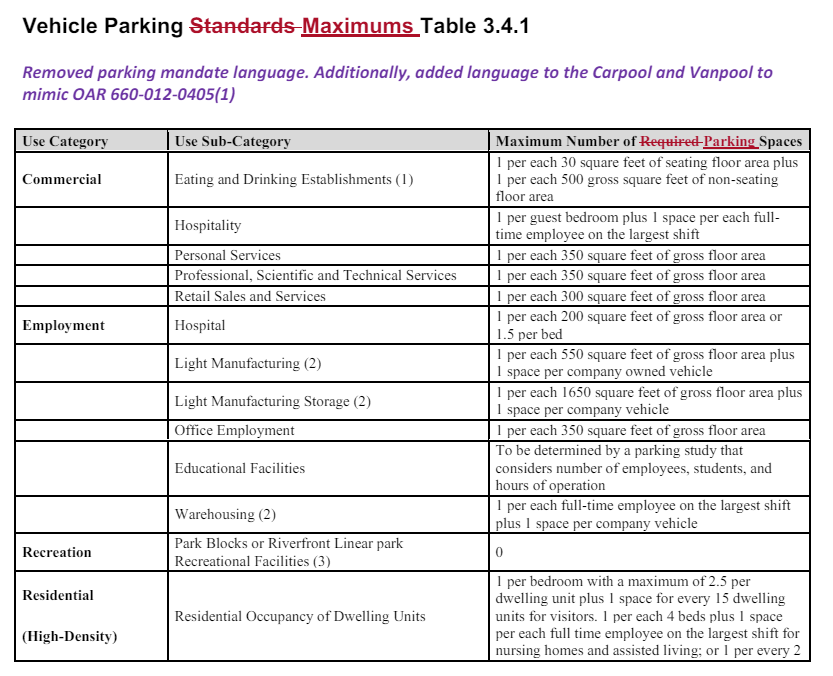 Vehicle Parking Standards Maximums Table 3.4.1
Removed parking mandate language. Additionally, added language to the Carpool and Vanpool to
mimic OAR 660-012-0405(1)
Use Category
Use Sub-Category
Maximum Number of Required Parking Spaces
Commercial
Eating and Drinking Establishments (1)
1 per each 30 square feet of seating floor area plus
1 per each 500 gross square feet of non-seating
floor area
Hospitality
1 per guest bedroom plus 1 space per each full-
time employee on the largest shift
Personal Services
1 per each 350 square feet of gross floor area
Professional, Scientific and Technical Services
1 per each 350 square feet of gross floor area
Retail Sales and Services
1 per each 300 square feet of gross floor area
Employment
Hospital
1 per each 200 square feet of gross floor area or
1.5 per bed
Light Manufacturing (2)
1 per each 550 square feet of gross floor area plus
1 space per company owned vehicle
Light Manufacturing Storage (2)
1 per each 1650 square feet of gross floor area plus
1 space per company vehicle
Office Employment
1 per each 350 square feet of gross floor area
Educational Facilities
To be determined by a parking study that
considers number of employees, students, and
hours of operation
Warehousing (2)
1 per each full-time employee on the largest shift
plus 1 space per company vehicle
Recreation
Park Blocks or Riverfront Linear park
Recreational Facilities (3)
0
Residential
(High-Density)
Residential Occupancy of Dwelling Units
1 per bedroom with a maximum of 2.5 per
dwelling unit plus 1 space for every 15 dwelling
units for visitors. 1 per each 4 beds plus 1 space
per each full time employee on the largest shift for
nursing homes and assisted living; or 1 per every 2